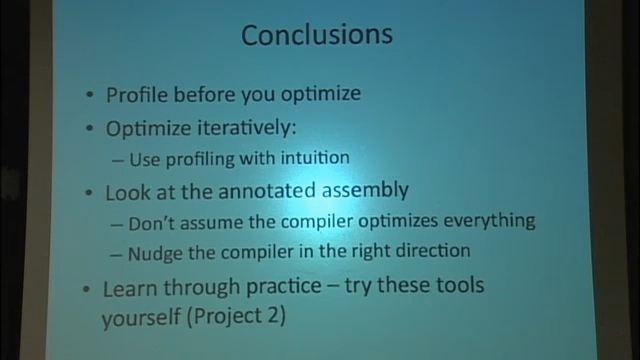 Conclusions
• Profile before you optimize
• Optimize iteratively:
– Use profiling with intuition
• Look at the annotated assembly
– Don't assume the compiler optimizes everything
– Nudge the compiler in the right direction
• Learn through practice – try these tools
yourself (Project 2)